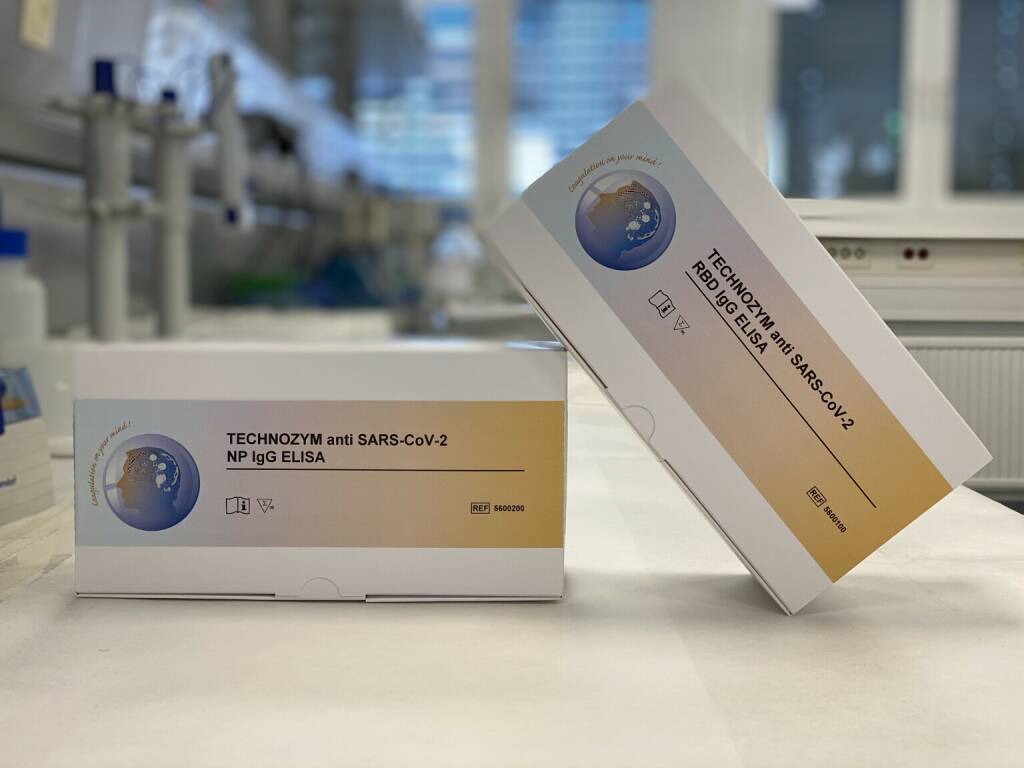 Coagulation on your mind!
TECHNOZYM anti SARS-CoV-2
NP IgG ELISA
REF 5600200
Coagulation on your mind!
TECHNOZYM anti SARS-CoV-2
RBD IgG ELISA
REF 5600100